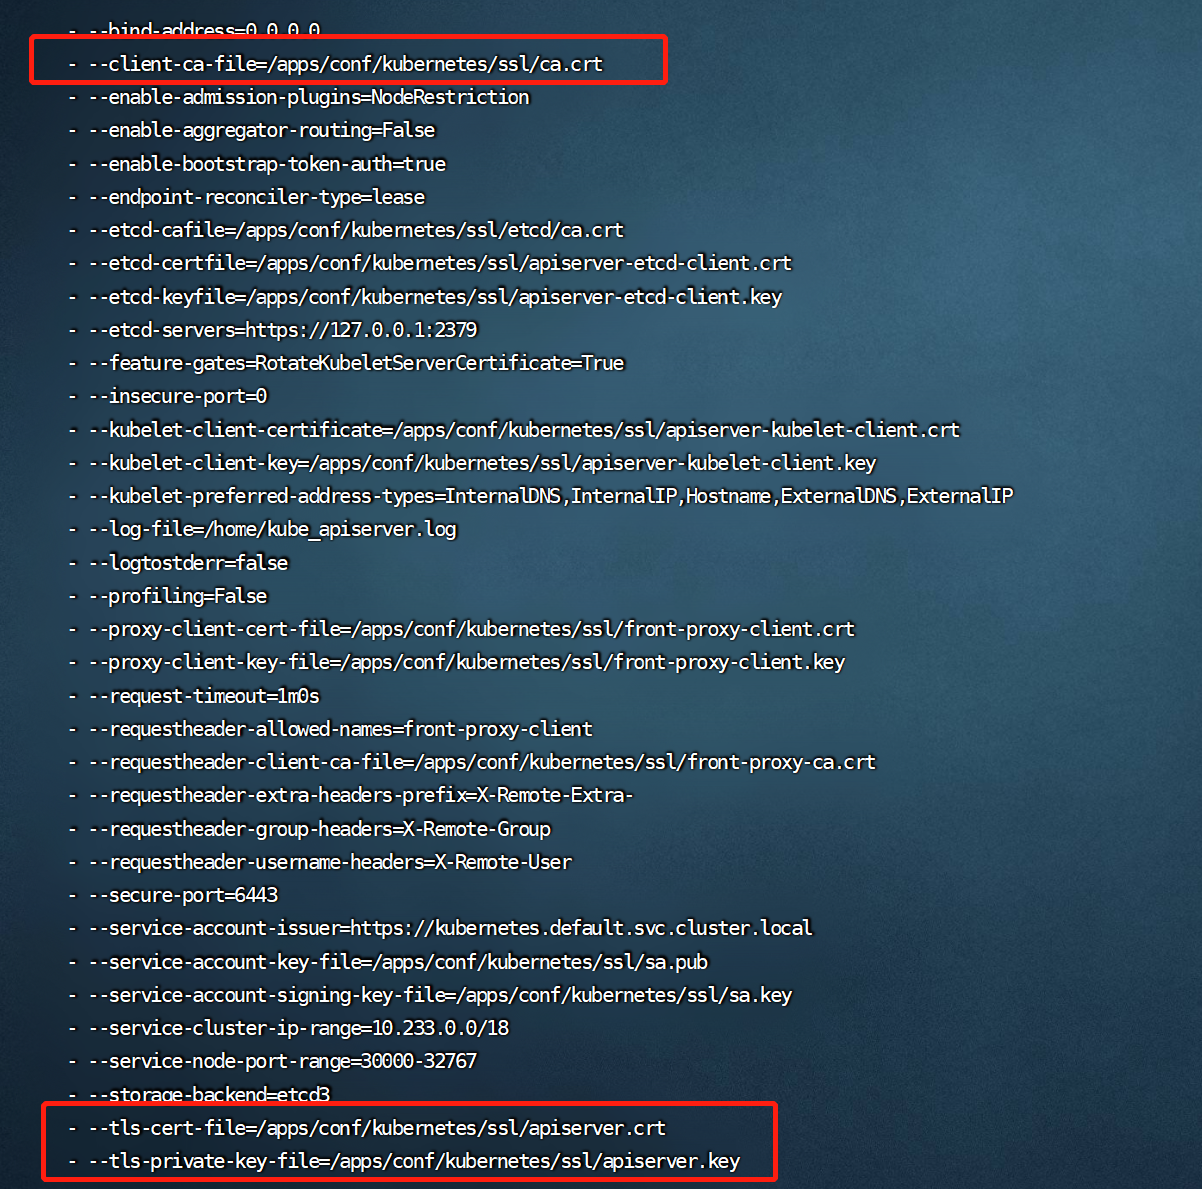 - --bind-address=0.0.0.0
- --client-ca-file=/apps/conf/kubernetes/ssl/ca.crt
- --enable-admission-plugins=NodeRestriction
- --enable-aggregator-routing=False
- --enable-bootstrap-token-auth=true
- --endpoint-reconciler-type=lease
- --etcd-cafile=/apps/conf/kubernetes/ssl/etcd/ca.crt
- --etcd-certfile=/apps/conf/kubernetes/ssl/apiserver-etcd-client.crt
- --etcd-keyfile=/apps/conf/kubernetes/ssl/apiserver-etcd-client.key
- --etcd-servers=https://127.0.0.1:2379
- --feature-gates=RotateKubeletServerCertificate=True
- --insecure-port=0
- --kubelet-client-certificate=/apps/conf/kubernetes/ssl/apiserver-kubelet-client.crt
- --kubelet-client-key=/apps/conf/kubernetes/ssl/apiserver-kubelet-client.key
- --kubelet-preferred-address-types=InternalDNS,InternalIP,Hostname,ExternalDNS,ExternalIP
- --log-file=/home/kube_apiserver.log
- --logtostderr=false
- --profiling=False
- --proxy-client-cert-file=/apps/conf/kubernetes/ssl/front-proxy-client.crt
- --proxy-client-key-file=/apps/conf/kubernetes/ssl/front-proxy-client.key
- --request-timeout=1m0s
- --requestheader-allowed-names=front-proxy-client
- --requestheader-client-ca-file=/apps/conf/kubernetes/ssl/front-proxy-ca.crt
- --requestheader-extra-headers-prefix=X-Remote-Extra-
- --requestheader-group-headers=X-Remote-Group
- --requestheader-username-headers=X-Remote-User
- --secure-port=6443
- --service-account-issuer=https://kubernetes.default.svc.cluster.local
- --service-account-key-file=/apps/conf/kubernetes/ssl/sa.pub
- --service-account-signing-key-file=/apps/conf/kubernetes/ssl/sa.key
- --service-cluster-ip-range=10.233.0.0/18
- --service-node-port-range=30000-32767
- --storage-backend=etcd3
- --tls-cert-file=/apps/conf/kubernetes/ssl/apiserver.crt
- --tls-private-key-file=/apps/conf/kubernetes/ssl/apiserver.key